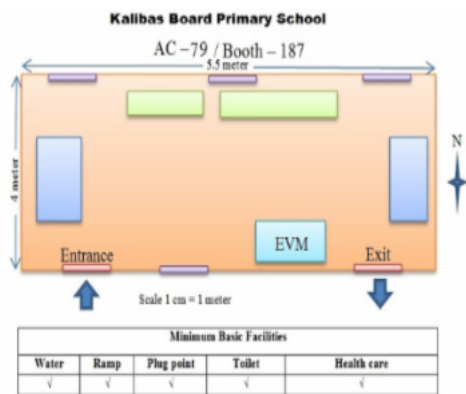 Kalibas Board Primary School
AC –79 / Booth -187
5.5 meter
4 meter
N
Entrance
EVM
Exit
Scale 1 cm = 1 meter
Minimum Basic Facilities
Water Ramp Plug point Toilet Health care
√ √ √ √ √